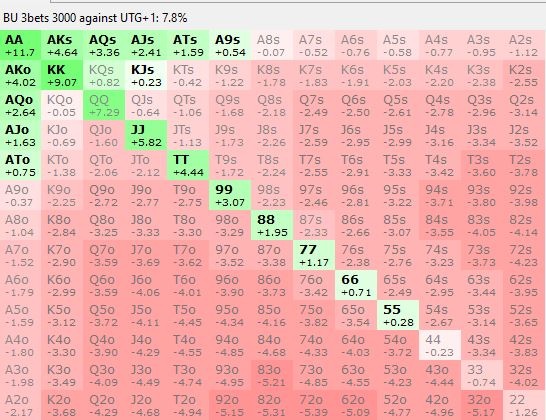 BU 3bets 3000 against UTG+1: 7.8%
AA AKs AQs AJs ATs A9s A8s A7s A6s A5s A4s A3s A2s
+11.7 +4.64 +3.36 +2.41 +1.59 +0.54 -0.07 -0.52 -0.76 -0.58 -0.77 -0.95 -1.12
AKo KK KQs KJs KTs K9s K8s K7s K6s K5s K4s K3s K2s
+4.02 +9.07 +0.82 +0.23 -0.42 -1.22 -1.78 -1.83 -1.91 -2.03 -2.20 -2.38 -2.55
AQo KQo QQ QJs QTs Q9s Q8s Q7s Q6s Q5s Q4s Q3s Q2s
+2.64 -0.05 +7.29 -0.64 -1.06 -1.68 -2.18 -2.49 -2.50 -2.61 -2.78 -2.96 -3.14
AJo KJo QJo JJ JTs J9s J8s J7s J6s J5s J4s J3s J2s
+1.63 -0.69 -1.60 +5.82 -1.13 -1.73 -2.26 -2.59 -2.95 -2.99 -3.16 -3.34 -3.52
ATo KTo QTo JTo TT T9s T8s T7s T6s T5s T4s T3s T2s
+0.75 -1.38 -2.06 -2.12 +4.44 -1.72 -2.24 -2.55 -2.91 -3.33 -3.42 -3.60 -3.78
A9o K9o Q9o J9o T9o 99 98s 97s 96s 95s 94s 93s 92s
-0.37 -2.25 -2.72 -2.77 -2.75 +3.07 -2.23 -2.46 -2.81 -3.22 -3.71 -3.80 -3.98
A8o K8o Q8o J8o T8o 98o 88 87s 86s 85s 84s 83s 82s
-1.04 -2.84 -3.25 -3.33 -3.30 -3.29 +1.95 -2.33 -2.66 -3.07 -3.55 -4.05 -4.14
A7o K7o Q7o J7o T7o 97o 87o 77 76s 75s 74s 73s 72s
-1.52 -2.90 -3.59 -3.69 -3.62 -3.52 -3.38 +1.17 -2.38 -2.76 -3.23 -3.73 -4.23
A6o K6o Q6o J6o T6o 96o 86o 76o 66 65s 64s 63s 62s
-1.79 -2.99 -3.59 -4.06 -4.01 -3.90 -3.73 -3.42 +0.71 -2.49 -2.95 -3.44 -3.95
A5o K5o Q5o J5o T5o 95o 85o 75o 65o 55 54s 53s 52s
-1.59 -3.12 -3.72 -4.11 -4.45 -4.34 -4.16 -3.82 -3.54 +0.28 -2.67 -3.14 -3.65
A4o K4o Q4o J4o T4o 94o 84o 74o 64o 54o 44 43s 42s
-1.80 -3.30 -3.90 -4.29 -4.55 -4.85 -4.68 -4.33 -4.03 -3.72 -0.23 -3.34 -3.83
A3o K3o Q3o J3o T3o 93o 83o 73o 63o 53o 43o 33 32s
-1.98 -3.49 -4.09 -4.49 -4.74 -4.95 -5.21 -4.85 -4.55 -4.23 -4.44 -0.74 -4.02
A2o K2o Q2o J2o T2o 92o 82o 72o 62o 52o 42o 32o 22
-2.17 -3.68 -4.29 -4.68 -4.94 -5.15 -5.31 -5.39 -5.09 -4.77 -4.96 -5.17 -1.26